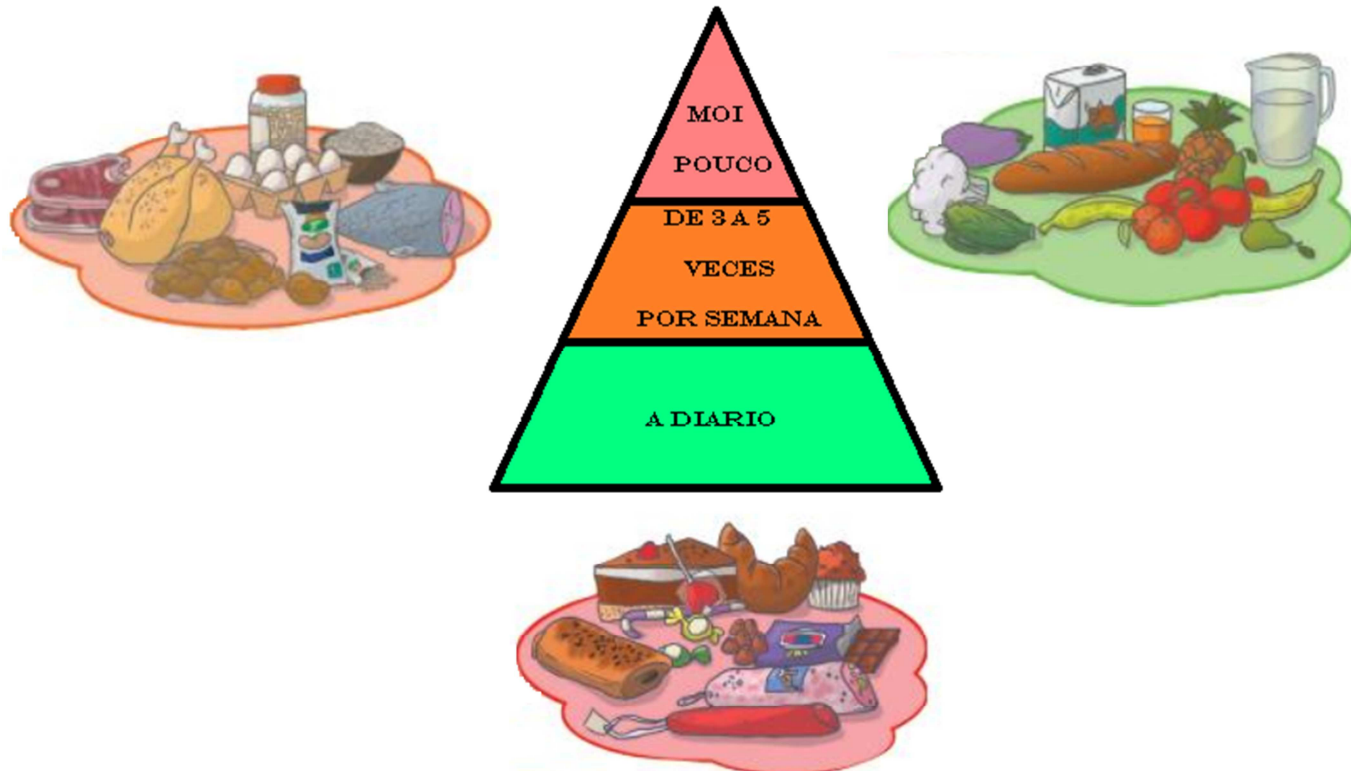 MOI
POUCO
DE 3 A 5
VECES
POR SEMANA
A DIARIO